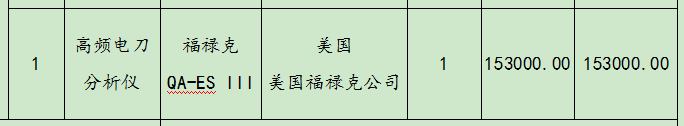 1
高频电刀
分析仪
福禄克
QA-ES III
美国
美国福禄克公司
1
153000.00
153000.00